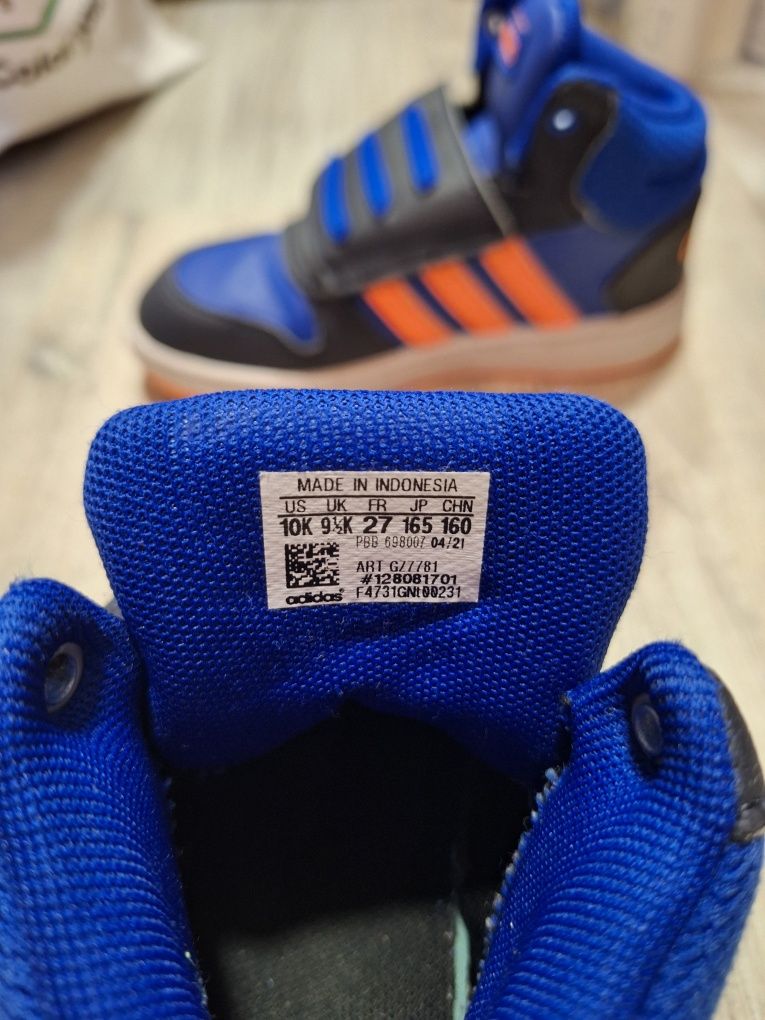 MADE IN INDONESIA
US UK FR JP CHN
10K 9½K 27 165 160
PBB 698007 04/21
ART GZ7781
#128081701
adidas F4731GNt00231